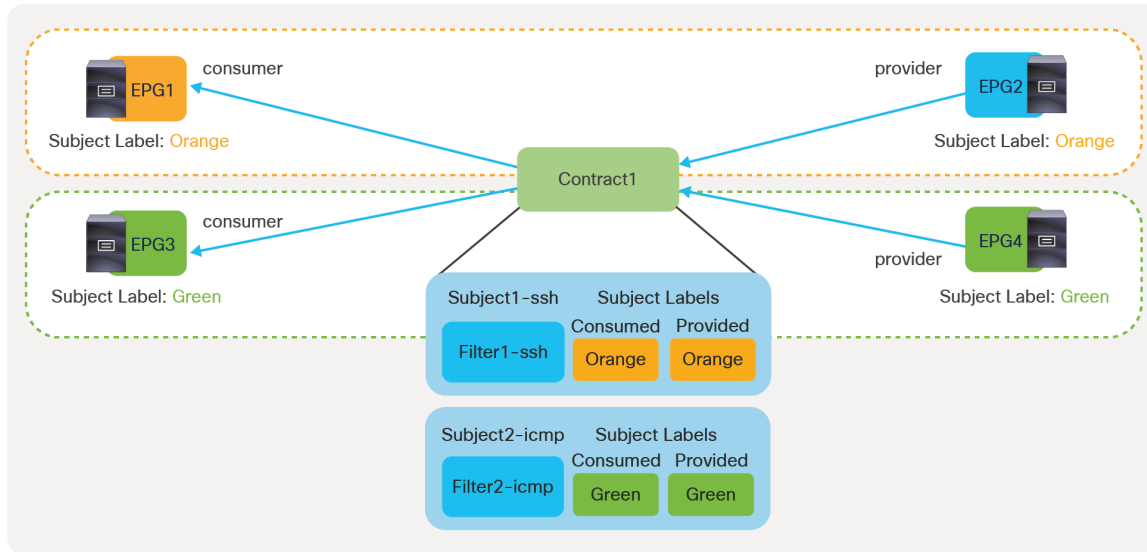 consumer
provider
EPG1
EPG2
Subject Label: Orange
Subject Label: Orange
Contract1
consumer
EPG3
EPG4
provider
Subject Label: Green
Subject Label: Green
Subject1-ssh
Subject Labels
Consumed
Provided
Filter1-ssh
Orange
Orange
Subject2-icmp
Subject Labels
Consumed
Provided
Filter2-icmp
Green
Green